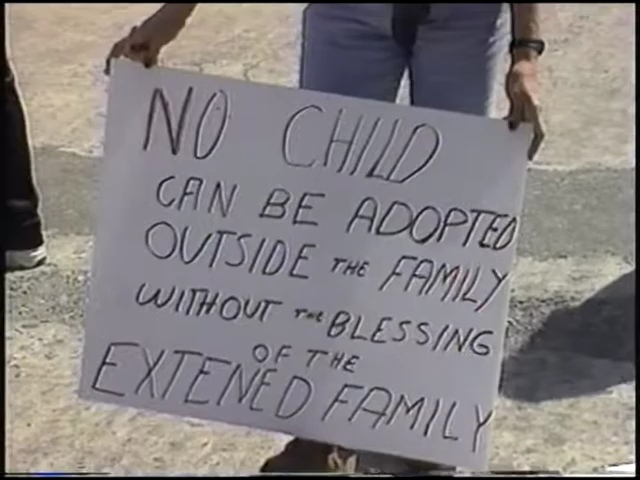 NO CHILD
CAN BE ADOPTED
OUTSIDE THE FAMILY
WITHOUT THE BLESSING
OF THE
EXTENED FAMILY